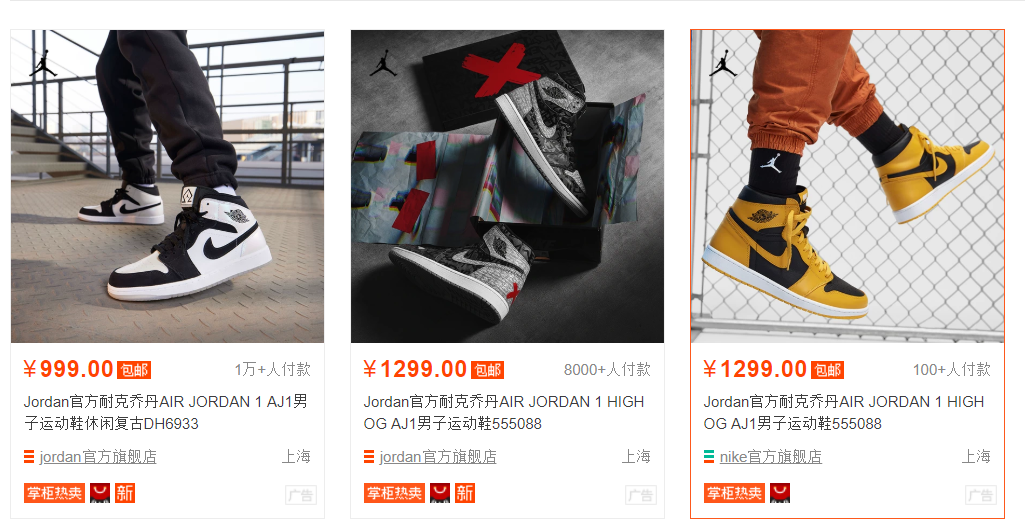 ¥999.00 包邮 1万+人付款
Jordan官方耐克乔丹AIR JORDAN 1 AJ1男
子运动鞋休闲复古DH6933
jordan官方旗舰店 上海
掌柜热卖 新 广告
¥1299.00 包邮 8000+人付款
Jordan官方耐克乔丹AIR JORDAN 1 HIGH
OG AJ1男子运动鞋555088
jordan官方旗舰店 上海
掌柜热卖 新 广告
¥1299.00 包邮 100+人付款
Jordan官方耐克乔丹AIR JORDAN 1 HIGH
OG AJ1男子运动鞋555088
nike官方旗舰店 上海
掌柜热卖 广告